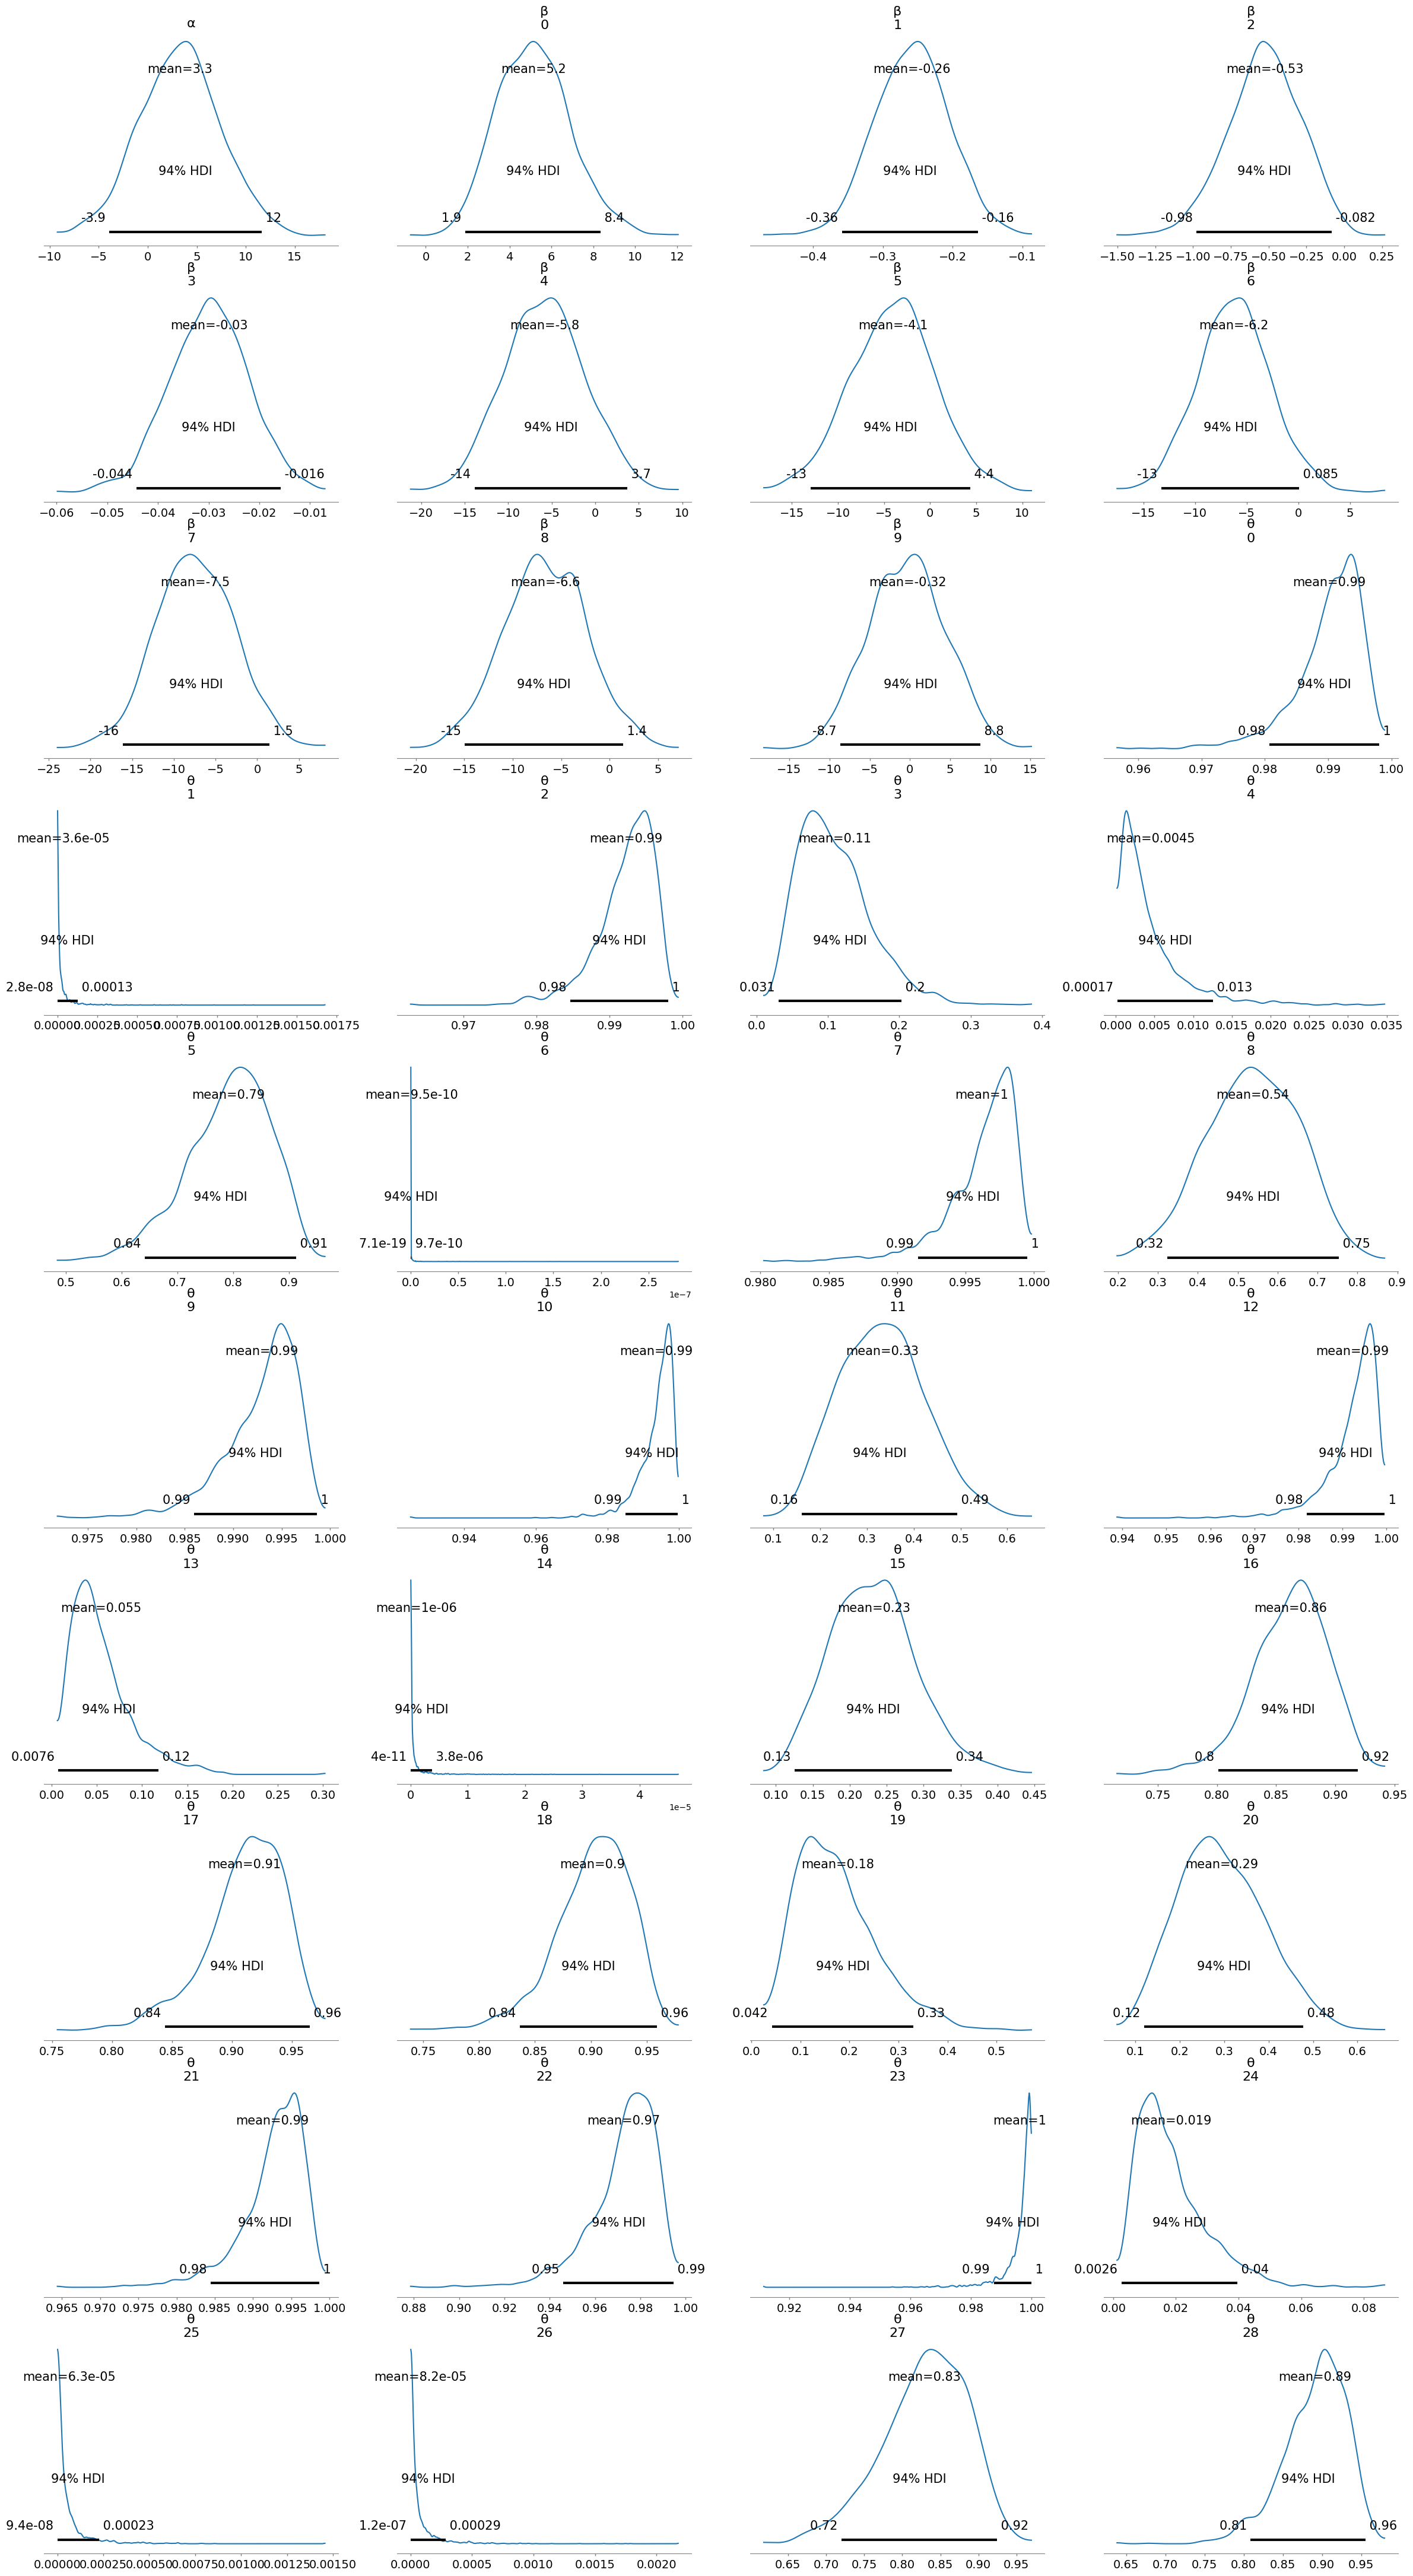 α
mean=3.3
94% HDI
-3.9 12
−10 −5 0 5 10 15
β
0
mean=5.2
94% HDI
1.9 8.4
0 2 4 6 8 10 12
β
1
mean=-0.26
94% HDI
-0.36 -0.16
−0.4 −0.3 −0.2 −0.1
β
2
mean=-0.53
94% HDI
-0.98 -0.082
−1.50 −1.25 −1.00 −0.75 −0.50 −0.25 0.00 0.25
β
3
mean=-0.03
94% HDI
-0.044 -0.016
−0.06 −0.05 −0.04 −0.03 −0.02 −0.01
β
4
mean=-5.8
94% HDI
-14 3.7
−20 −15 −10 −5 0 5 10
β
5
mean=-4.1
94% HDI
-13 4.4
−15 −10 −5 0 5 10
β
6
mean=-6.2
94% HDI
-13 0.085
−15 −10 −5 0 5
β
7
mean=-7.5
94% HDI
-16 1.5
−25 −20 −15 −10 −5 0 5
β
8
mean=-6.6
94% HDI
-15 1.4
−20 −15 −10 −5 0 5
β
9
mean=-0.32
94% HDI
-8.7 8.8
−15 −10 −5 0 5 10 15
θ
0
mean=0.99
94% HDI
0.98 1
0.96 0.97 0.98 0.99 1.00
θ
1
mean=3.6e-05
94% HDI
2.8e-08 0.00013
0.00000 0.00025 0.00050 0.00075 0.00100 0.00125 0.00150 0.00175
θ
2
mean=0.99
94% HDI
0.98 1
0.97 0.98 0.99 1.00
θ
3
mean=0.11
94% HDI
0.031 0.2
0.0 0.1 0.2 0.3 0.4
θ
4
mean=0.0045
94% HDI
0.00017 0.013
0.000 0.005 0.010 0.015 0.020 0.025 0.030 0.035
θ
5
mean=0.79
94% HDI
0.64 0.91
0.5 0.6 0.7 0.8 0.9
θ
6
mean=9.5e-10
94% HDI
7.1e-19 9.7e-10
0.0 0.5 1.0 1.5 2.0 2.5
1e−7
θ
7
mean=1
94% HDI
0.99 1
0.980 0.985 0.990 0.995 1.000
θ
8
mean=0.54
94% HDI
0.32 0.75
0.2 0.3 0.4 0.5 0.6 0.7 0.8 0.9
θ
9
mean=0.99
94% HDI
0.99 1
0.975 0.980 0.985 0.990 0.995 1.000
θ
10
mean=0.99
94% HDI
0.99 1
0.94 0.96 0.98 1.00
θ
11
mean=0.33
94% HDI
0.16 0.49
0.1 0.2 0.3 0.4 0.5 0.6
θ
12
mean=0.99
94% HDI
0.98 1
0.94 0.95 0.96 0.97 0.98 0.99 1.00
θ
13
mean=0.055
94% HDI
0.0076 0.12
0.00 0.05 0.10 0.15 0.20 0.25 0.30
θ
14
mean=1e-06
94% HDI
4e-11 3.8e-06
0 1 2 3 4
1e−5
θ
15
mean=0.23
94% HDI
0.13 0.34
0.10 0.15 0.20 0.25 0.30 0.35 0.40 0.45
θ
16
mean=0.86
94% HDI
0.8 0.92
0.75 0.80 0.85 0.90 0.95
θ
17
mean=0.91
94% HDI
0.84 0.96
0.75 0.80 0.85 0.90 0.95
θ
18
mean=0.9
94% HDI
0.84 0.96
0.75 0.80 0.85 0.90 0.95
θ
19
mean=0.18
94% HDI
0.042 0.33
0.0 0.1 0.2 0.3 0.4 0.5
θ
20
mean=0.29
94% HDI
0.12 0.48
0.1 0.2 0.3 0.4 0.5 0.6
θ
21
mean=0.99
94% HDI
0.98 1
0.965 0.970 0.975 0.980 0.985 0.990 0.995 1.000
θ
22
mean=0.97
94% HDI
0.95 0.99
0.88 0.90 0.92 0.94 0.96 0.98 1.00
θ
23
mean=1
94% HDI
0.99 1
0.92 0.94 0.96 0.98 1.00
θ
24
mean=0.019
94% HDI
0.0026 0.04
0.00 0.02 0.04 0.06 0.08
θ
25
mean=6.3e-05
94% HDI
9.4e-08 0.00023
0.00000 0.00025 0.00050 0.00075 0.00100 0.00125 0.00150
θ
26
mean=8.2e-05
94% HDI
1.2e-07 0.00029
0.0000 0.0005 0.0010 0.0015 0.0020
θ
27
mean=0.83
94% HDI
0.72 0.92
0.65 0.70 0.75 0.80 0.85 0.90 0.95
θ
28
mean=0.89
94% HDI
0.81 0.96
0.65 0.70 0.75 0.80 0.85 0.90 0.95